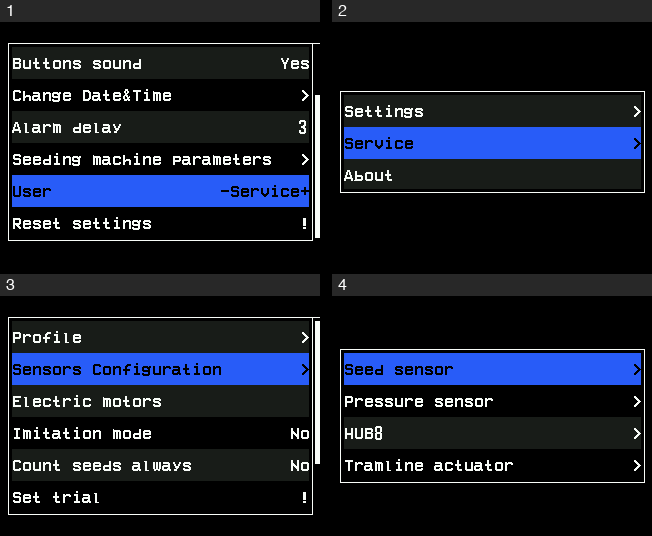 1
Buttons sound Yes
Change Date&Time >
Alarm delay 3
Seeding machine parameters >
User -Service+
Reset settings !
2
Settings >
Service >
About
3
Profile >
Sensors Configuration >
Electric motors
Imitation mode No
Count seeds always No
Set trial !
4
Seed sensor >
Pressure sensor >
HUB8 >
Tramline actuator >